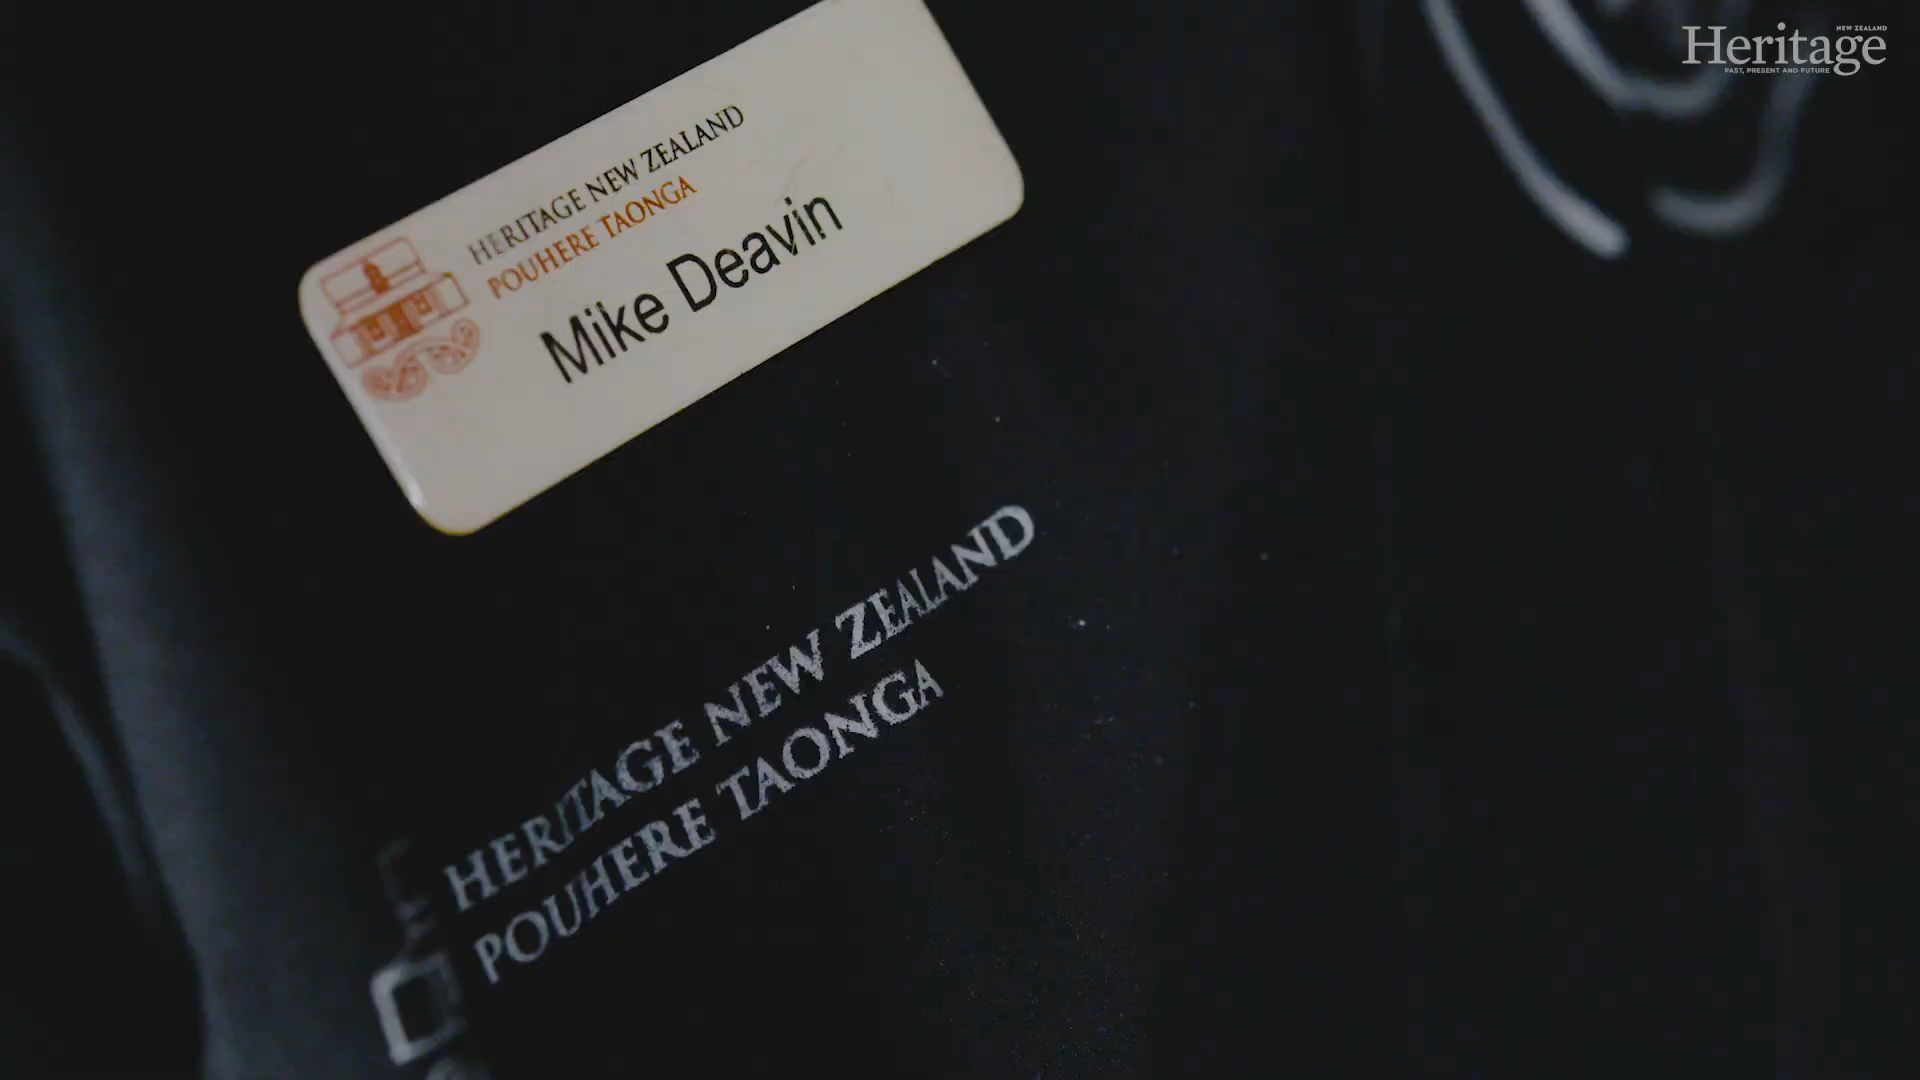 NEW ZEALAND
Heritage
PAST, PRESENT AND FUTURE
HERITAGE NEW ZEALAND
POUHERE TAONGA
Mike Deavin
HERITAGE NEW ZEALAND
POUHERE TAONGA